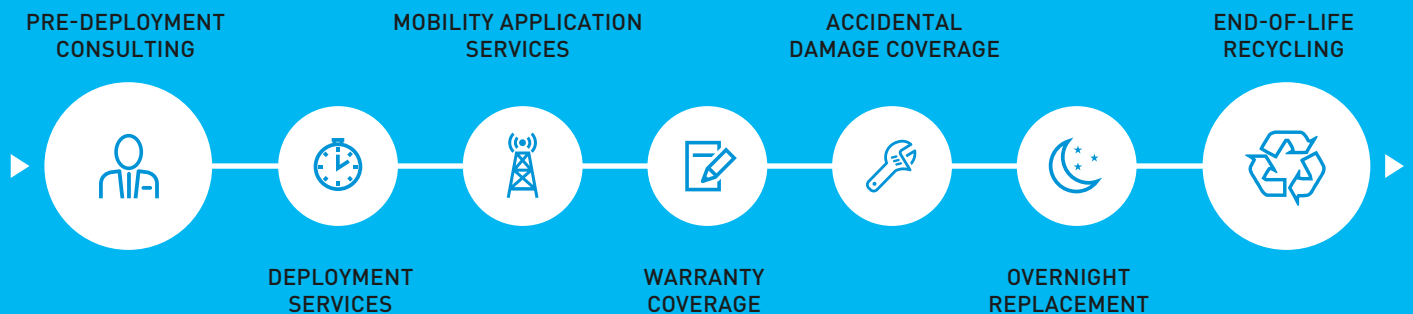 PRE-DEPLOYMENT
CONSULTING
DEPLOYMENT
SERVICES
MOBILITY APPLICATION
SERVICES
WARRANTY
COVERAGE
ACCIDENTAL
DAMAGE COVERAGE
OVERNIGHT
REPLACEMENT
END-OF-LIFE
RECYCLING